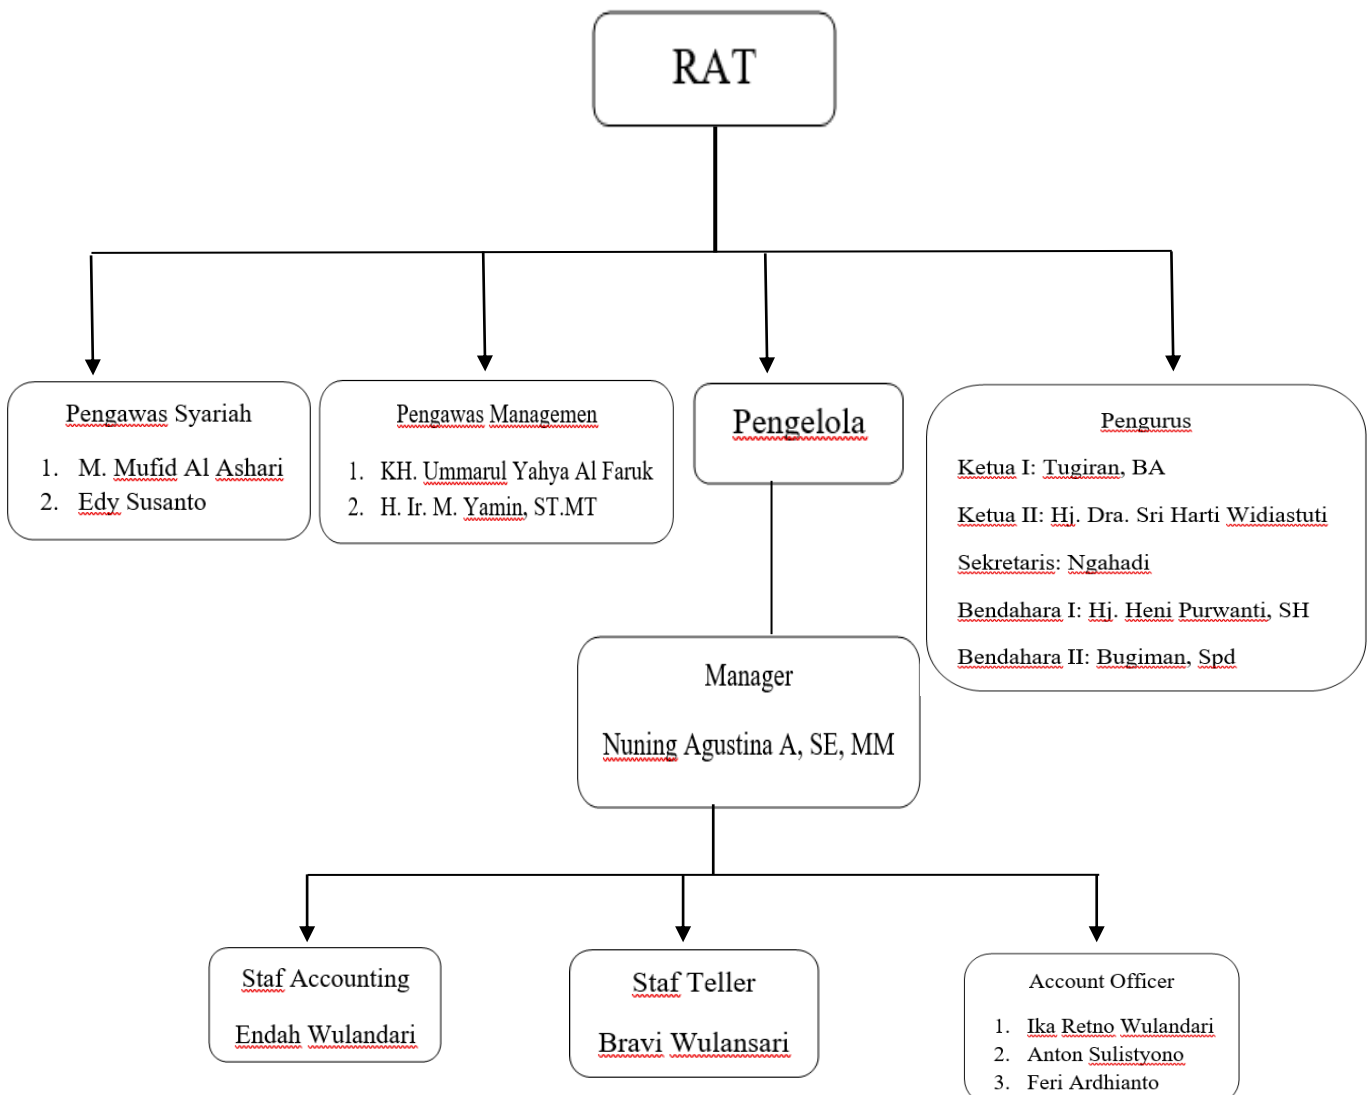 RAT
Pengawas Syariah
1. M. Mufid Al Ashari
2. Edy Susanto
Pengawas Managemen
1. KH. Ummarul Yahya Al Faruk
2. H. Ir. M. Yamin, ST.MT
Pengelola
Pengurus
Ketua I: Tugiran, BA
Ketua II: Hj. Dra. Sri Harti Widiastuti
Sekretaris: Ngahadi
Bendahara I: Hj. Heni Purwanti, SH
Bendahara II: Bugiman, Spd
Manager
Nuning Agustina A, SE, MM
Staf Accounting
Endah Wulandari
Staf Teller
Bravi Wulansari
Account Officer
1. Ika Retno Wulandari
2. Anton Sulistyono
3. Feri Ardhianto